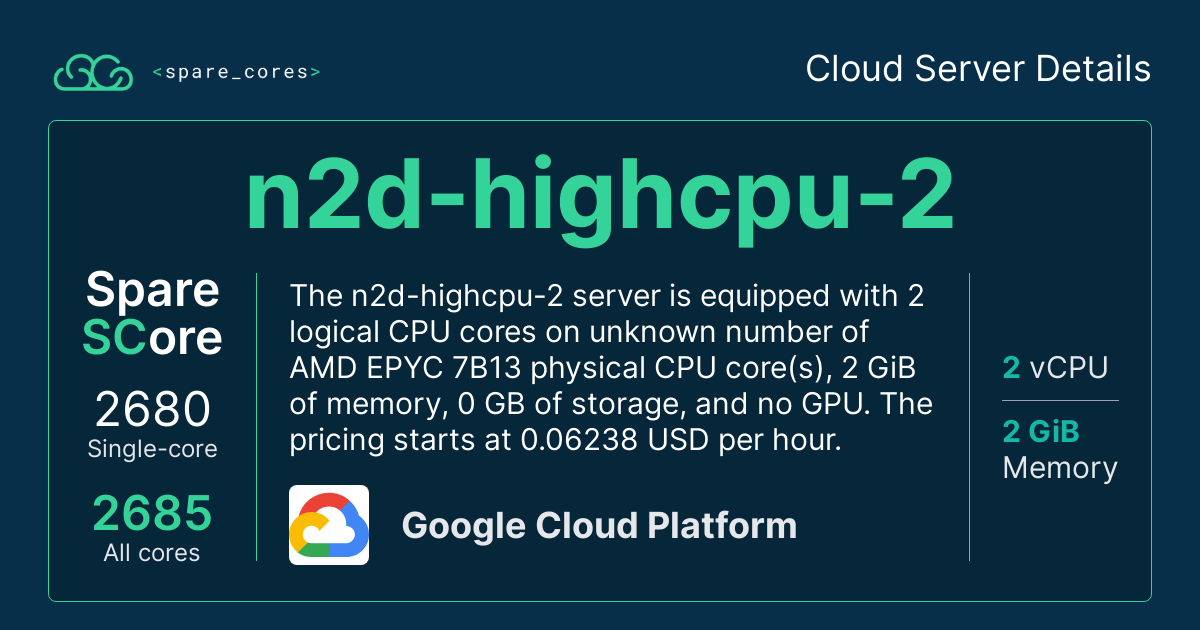 <spare_cores>
Cloud Server Details
n2d-highcpu-2
Spare
SCore
2680
Single-core
2685
All cores
The n2d-highcpu-2 server is equipped with 2
logical CPU cores on unknown number of
AMD EPYC 7B13 physical CPU core(s), 2 GiB
of memory, 0 GB of storage, and no GPU. The
pricing starts at 0.06238 USD per hour.
Google Cloud Platform
2 vCPU
2 GiB
Memory